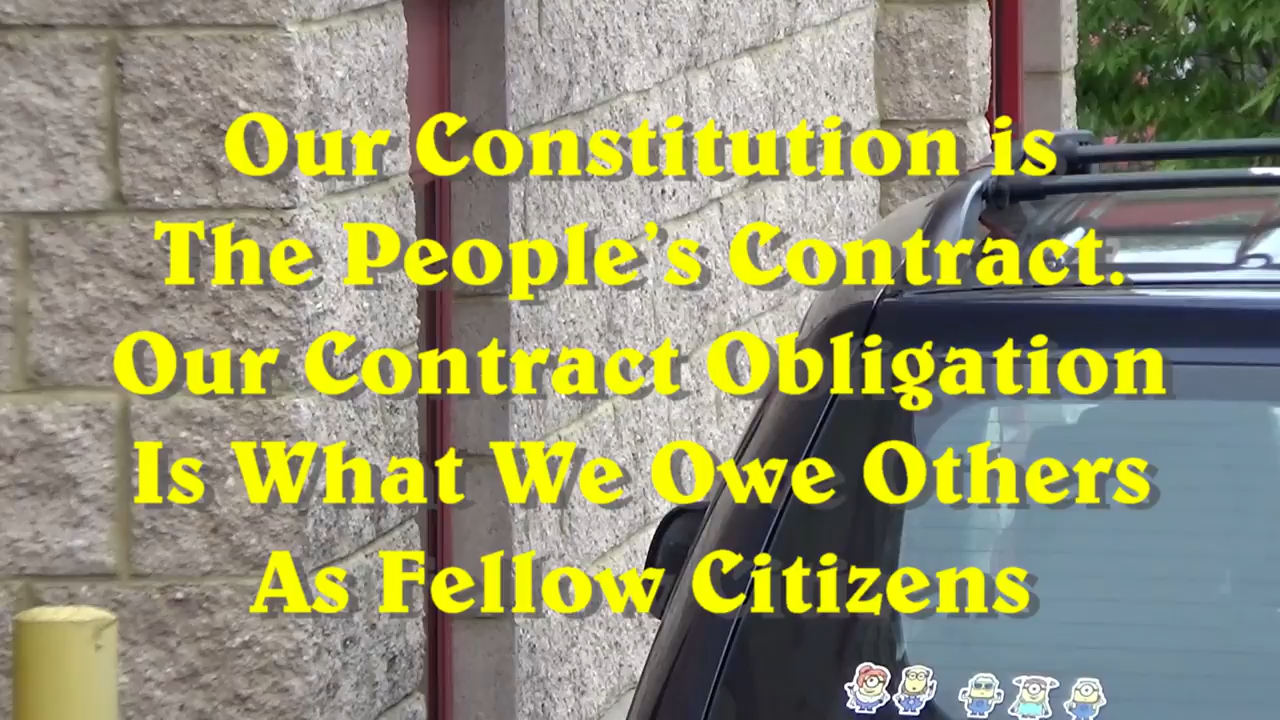 Our Constitution is
The People's Contract.
Our Contract Obligation
Is What We Owe Others
As Fellow Citizens